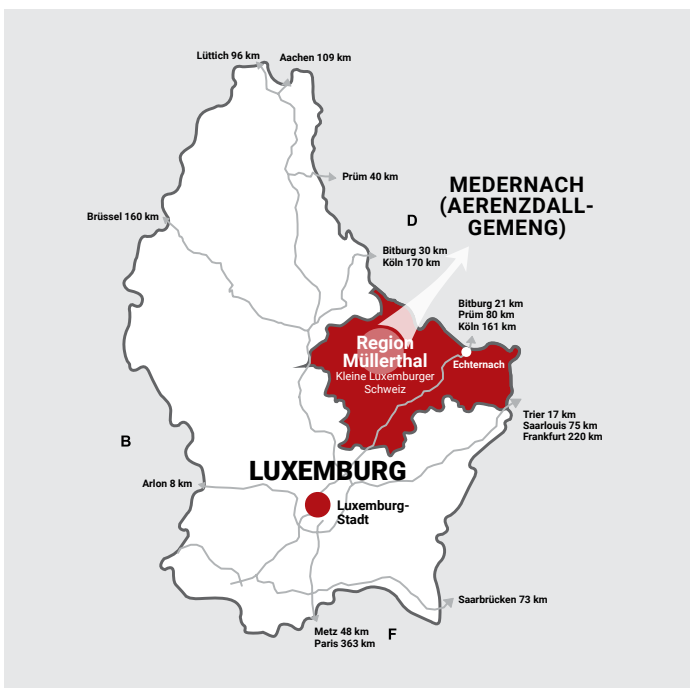 Lüttich 96 km
Aachen 109 km
Prüm 40 km
MEDERNACH
(AERENZDALL-
GEMENG)
Brüssel 160 km
D
Bitburg 30 km
Köln 170 km
Bitburg 21 km
Prüm 80 km
Köln 161 km
Region
Müllerthal
Kleine Luxemburger
Schweiz
Echternach
Trier 17 km
Saarlouis 75 km
Frankfurt 220 km
B
LUXEMBURG
Arlon 8 km
Luxemburg-
Stadt
Saarbrücken 73 km
Metz 48 km
Paris 363 km
F